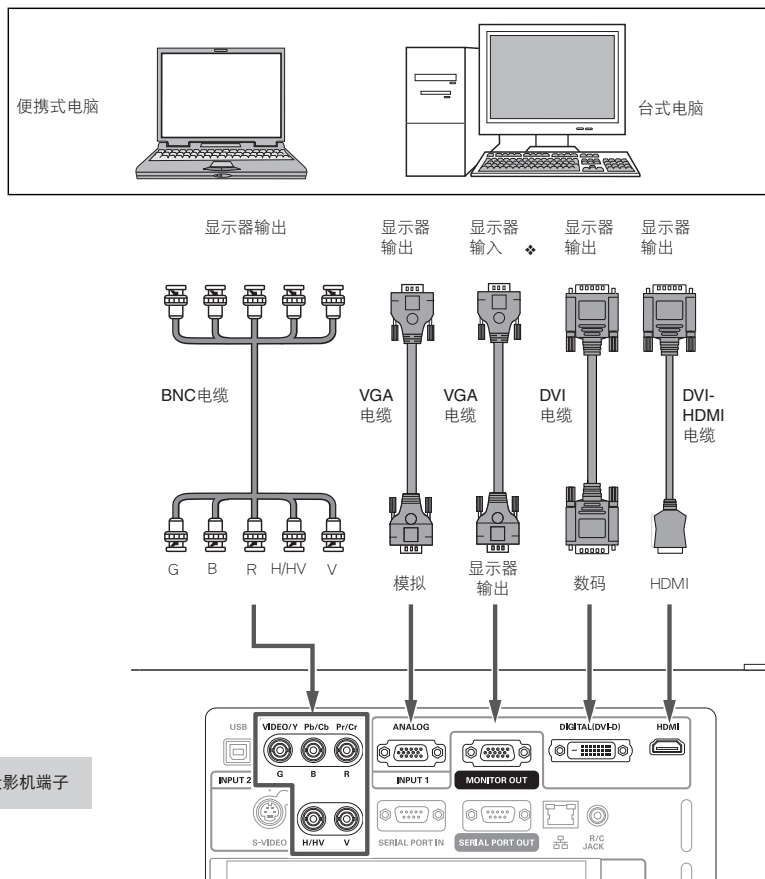 便携式电脑
台式电脑
显示器输出
显示器
输出
显示器
输入 ❖
显示器
输出
显示器
输出
BNC电缆
VGA
电缆
VGA
电缆
DVI
电缆
DVI-
HDMI
电缆
G B R H/HV V
模拟
显示器
输出
数码
HDMI
USB VIDEO/Y Pb/Cb Pr/Cr ANALOG DIGITAL(DVI-D) HDMI
G B R
INPUT 2 INPUT 1 MONITOR OUT
影机端子
S-VIDEO H/HV V SERIAL PORT IN SERIAL PORT OUT R/C
JACK